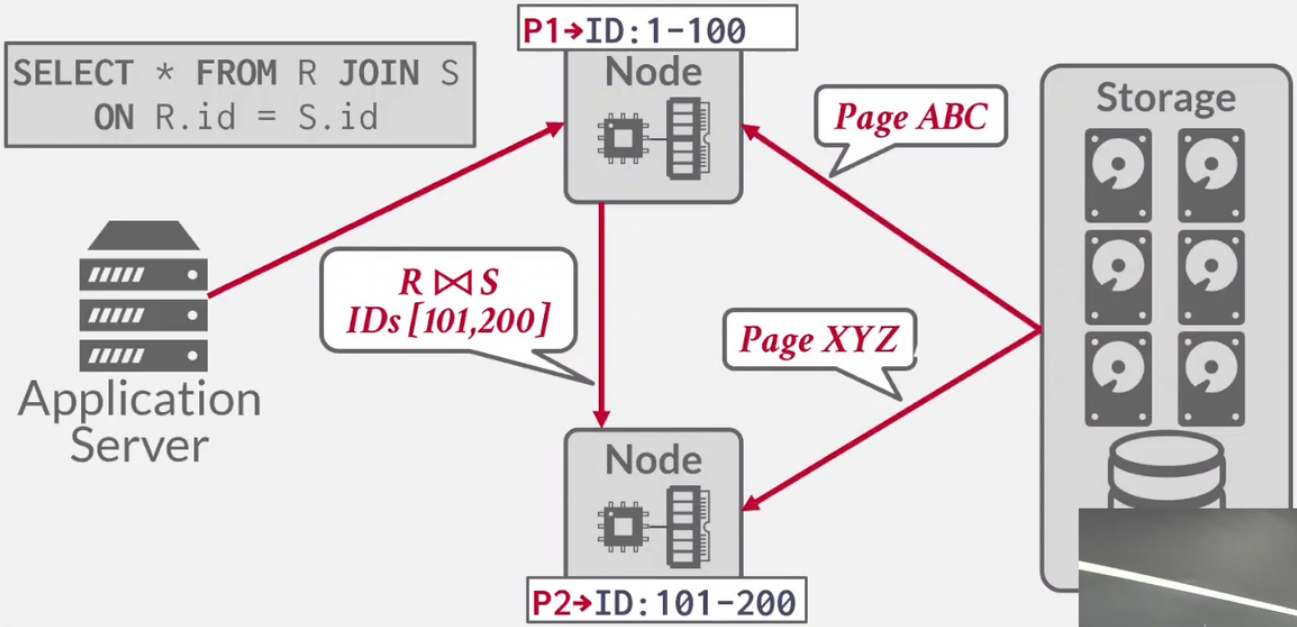 P1→ID:1-100
SELECT * FROM R JOIN S
ON R.id = S.id
Node
Storage
Page ABC
R ⋈ S
IDs [101,200]
Page XYZ
Application
Server
Node
P2→ID:101-200